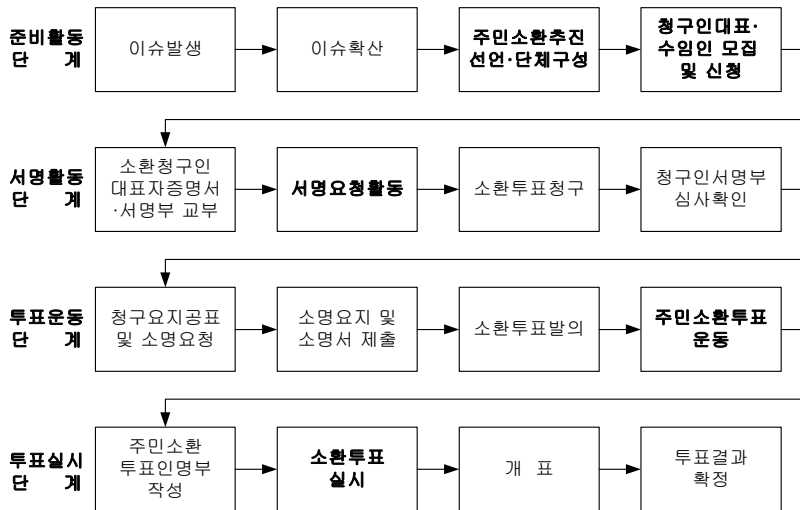 준비활동
단 계
이슈발생
이슈확산
주민소환추진
선언·단체구성
청구인대표·
수임인 모집
및 신청
서명활동
단 계
소환청구인
대표자증명서
·서명부 교부
서명요청활동
소환투표청구
청구인서명부
심사확인
투표운동
단 계
청구요지공표
및 소명요청
소명요지 및
소명서 제출
소환투표발의
주민소환투표
운동
투표실시
단 계
주민소환
투표인명부
작성
소환투표
실시
개 표
투표결과
확정